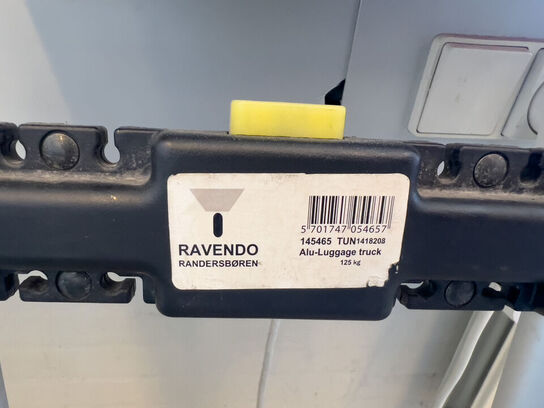 RAVENDO
RANDERSBØREN
5 701747 054657
145465 TUN1418208
Alu-Luggage truck
125 kg